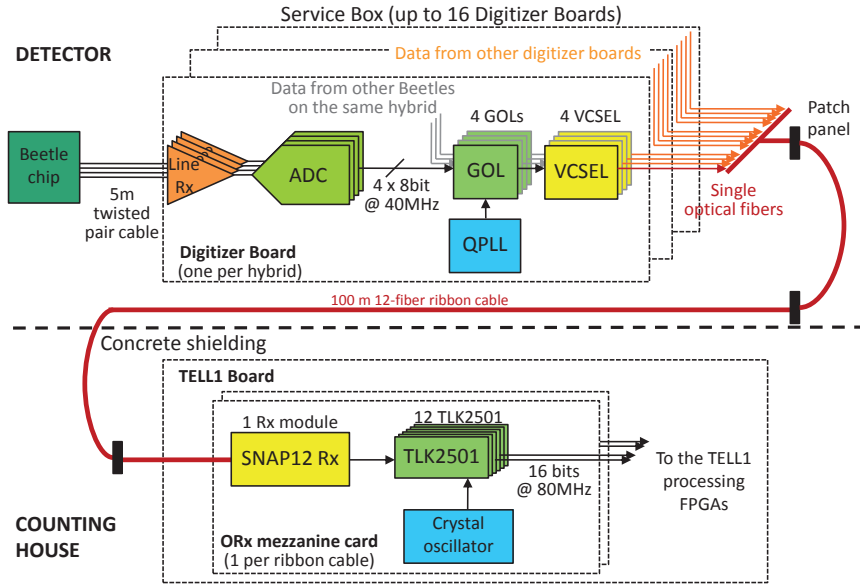 Service Box (up to 16 Digitizer Boards)
DETECTOR
Data from other digitizer boards
Data from other Beetles
on the same hybrid
4 GOLs
4 VCSEL
Patch
panel
Beetle
chip
Line
Rx
ADC
4 x 8bit
@ 40MHz
GOL
VCSEL
5m
twisted
pair cable
Single
optical fibers
QPLL
Digitizer Board
(one per hybrid)
100 m 12-fiber ribbon cable
Concrete shielding
TELL1 Board
1 Rx module
12 TLK2501
SNAP12 Rx
TLK2501
16 bits
@ 80MHz
To the TELL1
processing
FPGAs
Crystal
oscillator
COUNTING
HOUSE
ORx mezzanine card
(1 per ribbon cable)